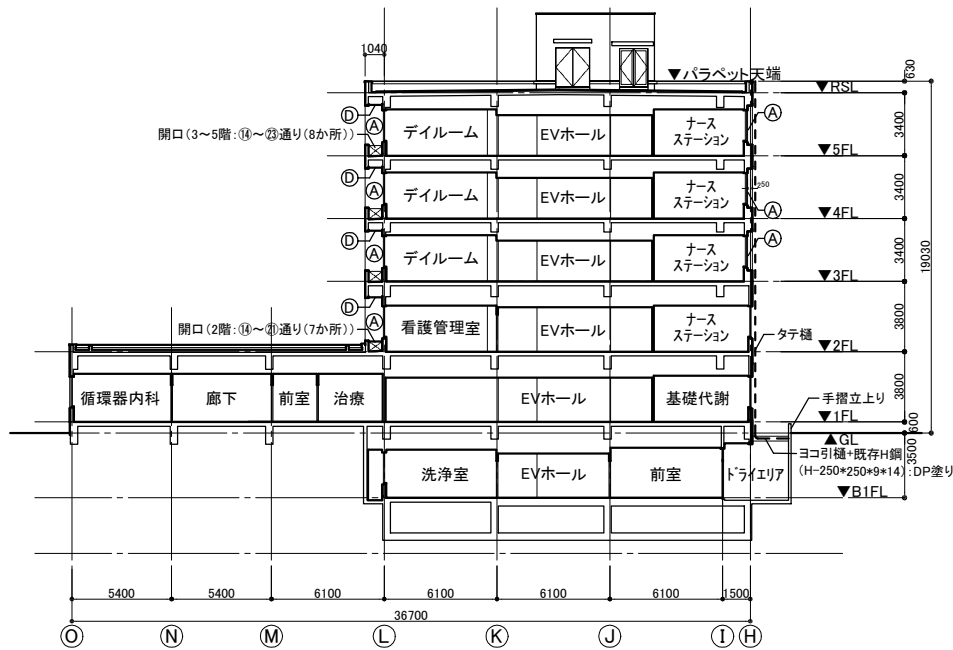 1040
▼パラペット天端
630
▼RSL
Ⓓ
Ⓐ
開口(3～5階:⑭～㉓通り(8か所))
デイルーム
EVホール
ナース
ステーション
Ⓐ
3400
▼5FL
Ⓓ
Ⓐ
デイルーム
EVホール
ナース
ステーション
250
Ⓐ
3400
▼4FL
Ⓓ
Ⓐ
デイルーム
EVホール
ナース
ステーション
Ⓐ
3400
▼3FL
19030
Ⓓ
Ⓐ
開口(2階:⑭～㉑通り(7か所))
看護管理室
EVホール
ナース
ステーション
タテ樋
3800
▼2FL
循環器内科
廊下
前室
治療
EVホール
基礎代謝
手摺立上り
3800
▼1FL
600
▲GL
ヨコ引樋+既存H鋼
(H-250*250*9*14):DP塗り
3500
洗浄室
EVホール
前室
ドライエリア
▼B1FL
5400
5400
6100
6100
6100
6100
1500
36700
Ⓞ
Ⓝ
Ⓜ
Ⓛ
Ⓚ
Ⓙ
Ⓘ
Ⓗ